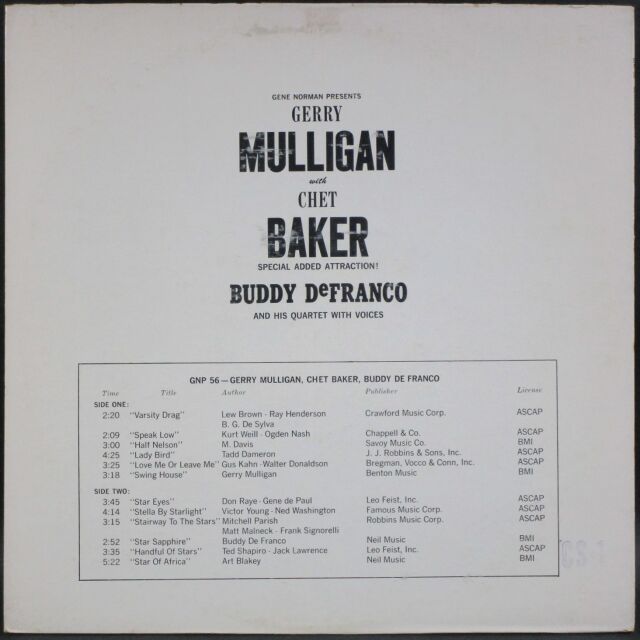 GENE NORMAN PRESENTS
GERRY
MULLIGAN
with
CHET
BAKER
SPECIAL ADDED ATTRACTION!
BUDDY DeFRANCO
AND HIS QUARTET WITH VOICES
GNP 56 — GERRY MULLIGAN, CHET BAKER, BUDDY DE FRANCO
Time Title Author Publisher License
SIDE ONE:
2:20 "Varsity Drag" Lew Brown - Ray Henderson Crawford Music Corp. ASCAP
B. G. De Sylva
2:09 "Speak Low" Kurt Weill - Ogden Nash Chappell & Co. ASCAP
3:00 "Half Nelson" M. Davis Savoy Music Co. BMI
4:25 "Lady Bird" Tadd Dameron J. J. Robbins & Sons, Inc. ASCAP
3:25 "Love Me Or Leave Me" Gus Kahn - Walter Donaldson Bregman, Vocco & Conn, Inc. ASCAP
3:18 "Swing House" Gerry Mulligan Benton Music BMI
SIDE TWO:
3:45 "Star Eyes" Don Raye - Gene de Paul Leo Feist, Inc. ASCAP
4:14 "Stella By Starlight" Victor Young - Ned Washington Famous Music Corp. ASCAP
3:15 "Stairway To The Stars" Mitchell Parish Robbins Music Corp. ASCAP
Matt Malneck - Frank Signorelli
2:52 "Star Sapphire" Buddy De Franco Neil Music BMI
3:35 "Handful Of Stars" Ted Shapiro - Jack Lawrence Leo Feist, Inc. ASCAP
5:22 "Star Of Africa" Art Blakey Neil Music BMI